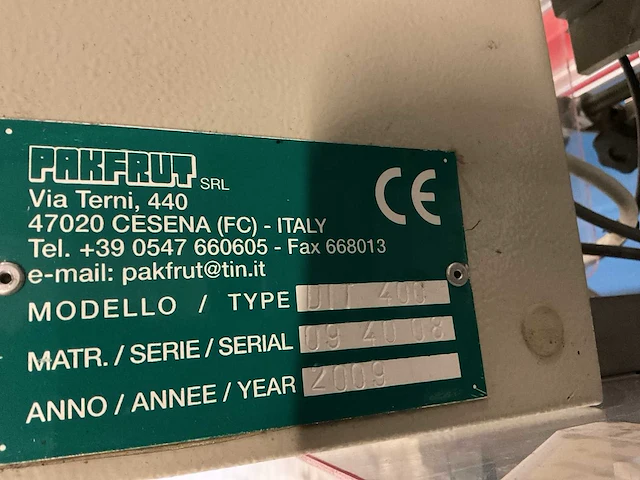 PAKFRUT SRL
CE
Via Terni, 440
47020 CESENA (FC) - ITALY
Tel. +39 0547 660605 - Fax 668013
e-mail: pakfrut@tin.it
MODELLO / TYPE 400
MATR. / SERIE / SERIAL 09 40 08
ANNO / ANNEE / YEAR 2009